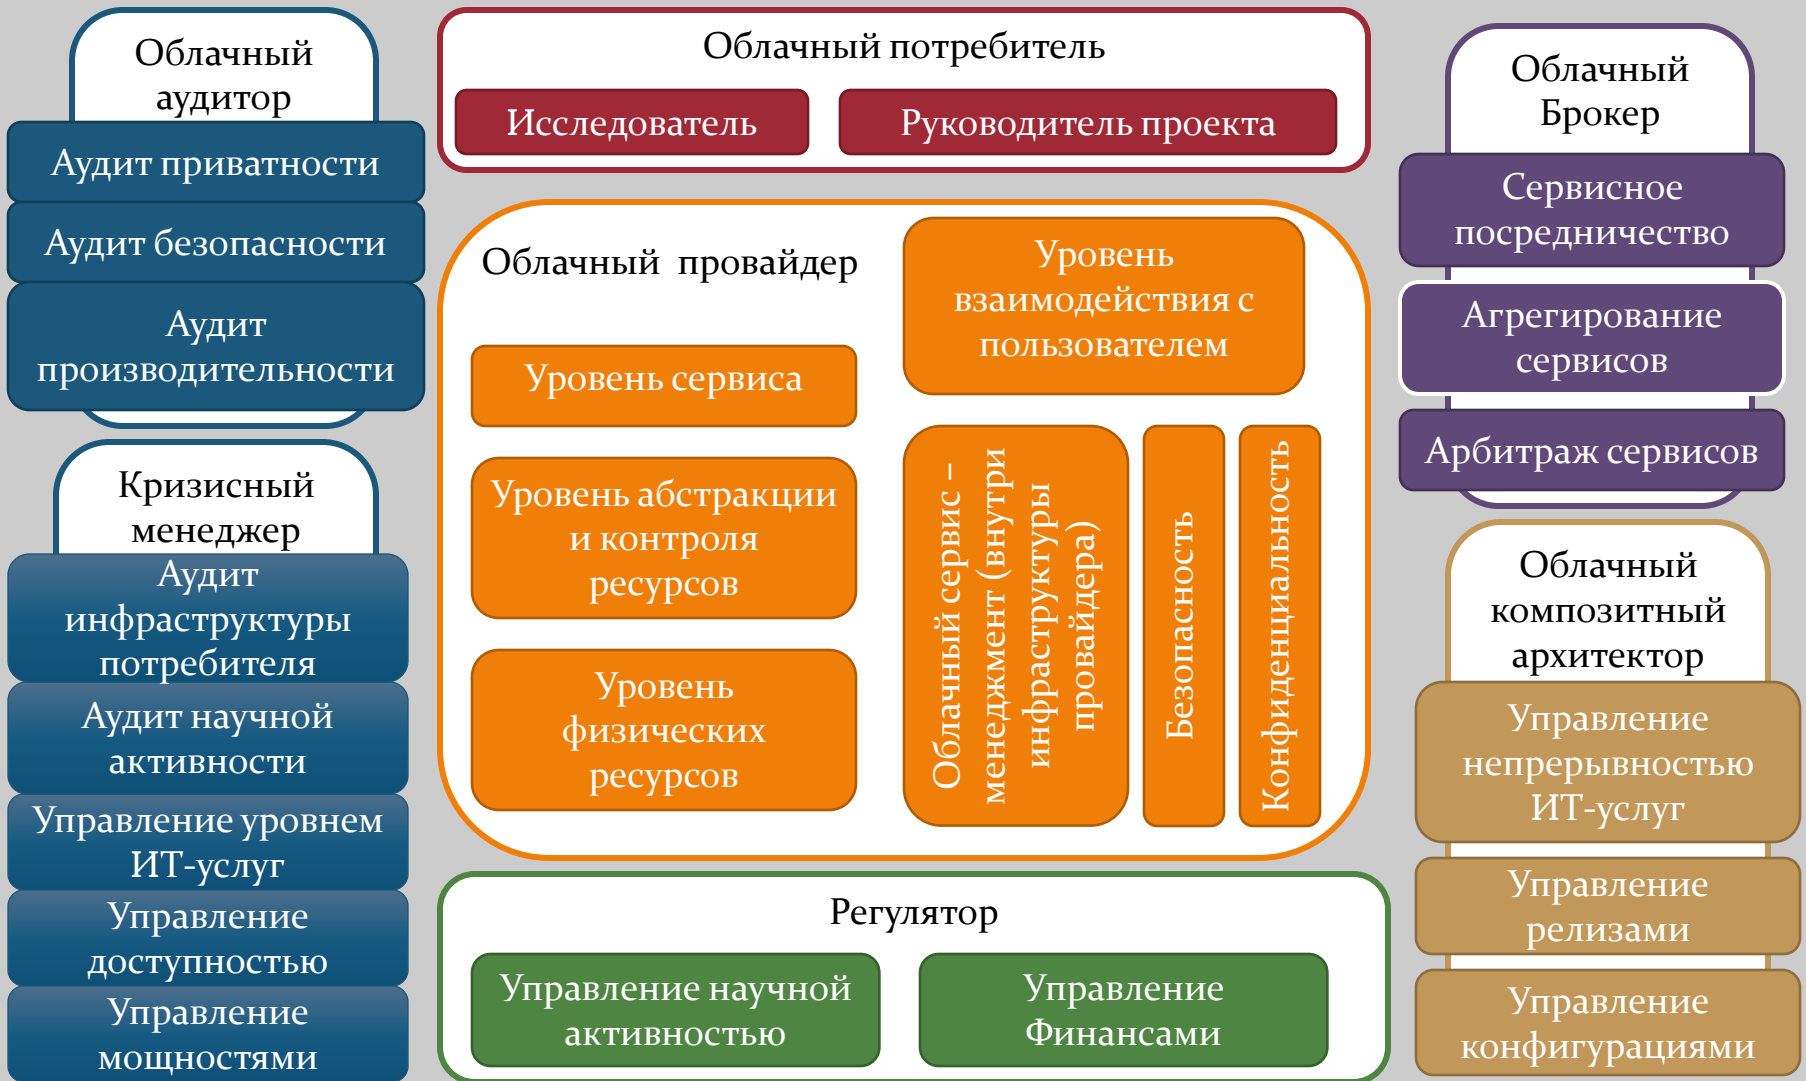 Облачный
аудитор
Аудит приватности
Аудит безопасности
Аудит
производительности
Кризисный
менеджер
Аудит
инфраструктуры
потребителя
Аудит научной
активности
Управление уровнем
ИТ-услуг
Управление
доступностью
Управление
мощностями
Облачный потребитель
Исследователь
Руководитель проекта
Облачный провайдер
Уровень
взаимодействия с
пользователем
Уровень сервиса
Уровень абстракции
и контроля
ресурсов
Уровень
физических
ресурсов
Облачный сервис –
менеджмент (внутри
инфраструктуры
провайдера)
Безопасность
Конфиденциальность
Регулятор
Управление научной
активностью
Управление
Финансами
Облачный
Брокер
Сервисное
посредничество
Агрегирование
сервисов
Арбитраж сервисов
Облачный
композитный
архитектор
Управление
непрерывностью
ИТ-услуг
Управление
релизами
Управление
конфигурациями